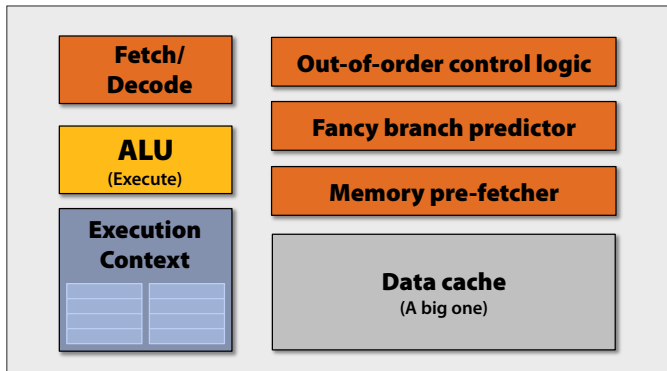 Fetch/
Decode
ALU
(Execute)
Execution
Context
Out-of-order control logic
Fancy branch predictor
Memory pre-fetcher
Data cache
(A big one)